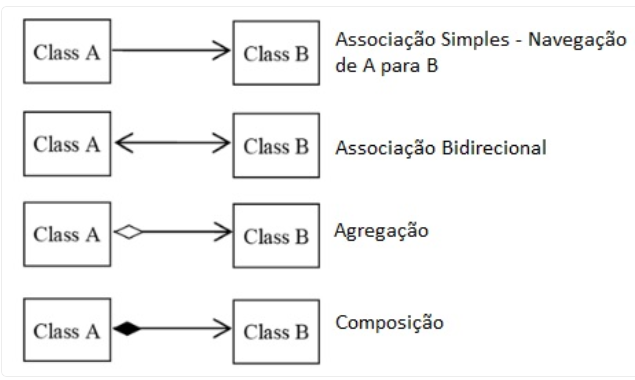 Class A
Class B
Associação Simples - Navegação
de A para B
Class A
Class B
Associação Bidirecional
Class A
Class B
Agregação
Class A
Class B
Composição